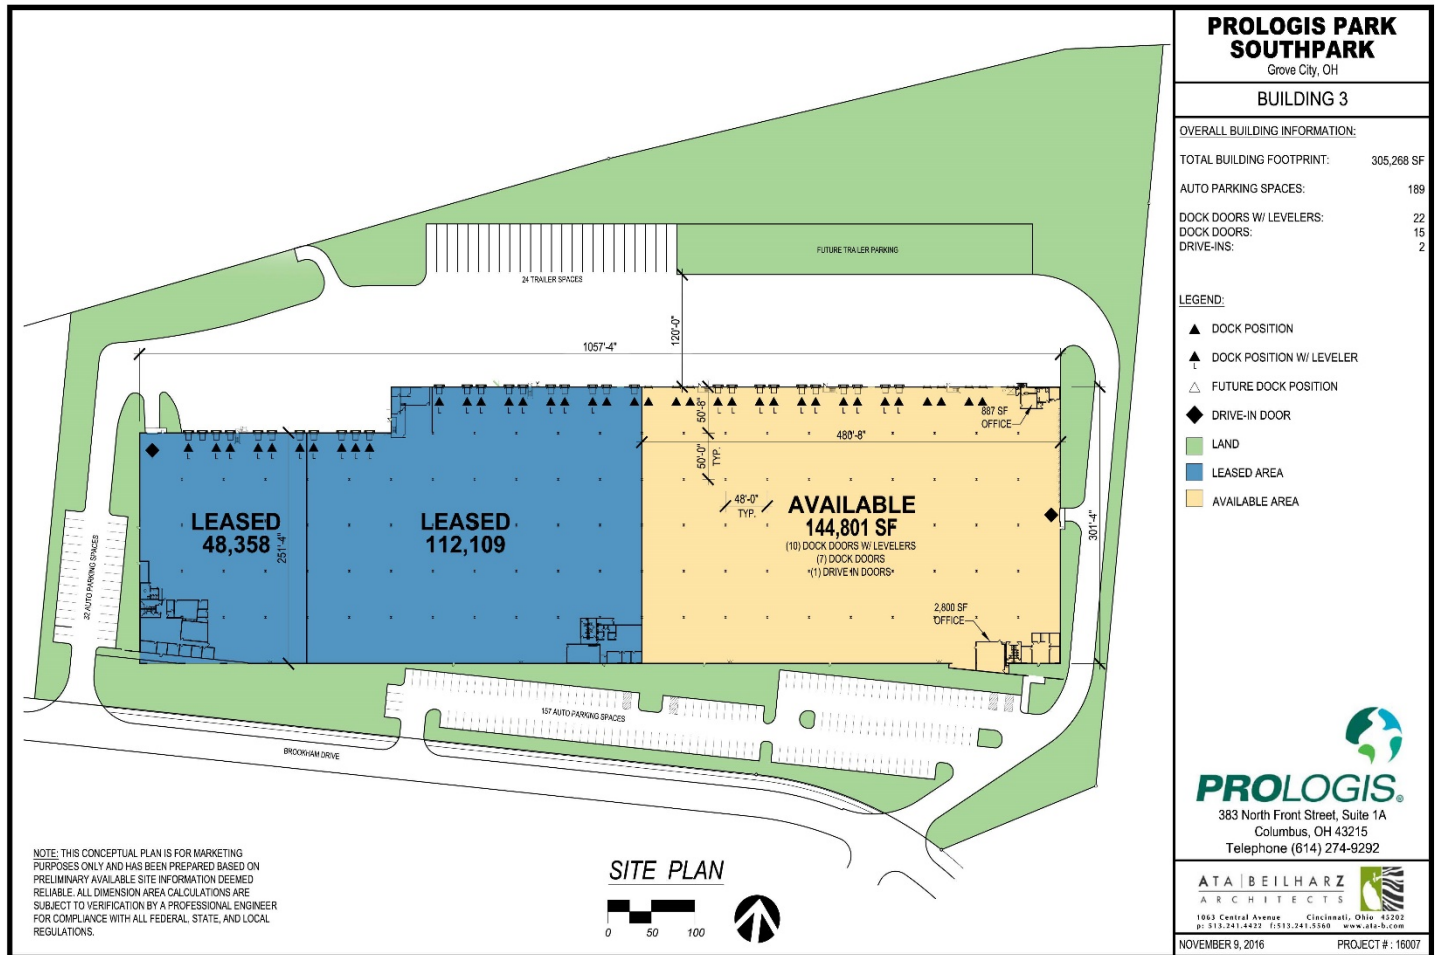 PROLOGIS PARK
SOUTHPARK
Grove City, OH
BUILDING 3
OVERALL BUILDING INFORMATION:
TOTAL BUILDING FOOTPRINT: 305,268 SF
AUTO PARKING SPACES: 189
DOCK DOORS W/ LEVELERS: 22
DOCK DOORS: 15
DRIVE-INS: 2
LEGEND:
DOCK POSITION
DOCK POSITION W/ LEVELER
L
FUTURE DOCK POSITION
DRIVE-IN DOOR
LAND
LEASED AREA
AVAILABLE AREA
FUTURE TRAILER PARKING
24 TRAILER SPACES
120'-0"
1057'-4"
50'-8"
887 SF
OFFICE
480'-8"
50'-0"
TYP.
48'-0"
TYP.
AVAILABLE
144,801 SF
(10) DOCK DOORS W/ LEVELERS
(7) DOCK DOORS
*(1) DRIVE-IN DOORS*
LEASED
48,358
251'-4"
LEASED
112,109
301'-4"
32 AUTO PARKING SPACES
2,800 SF
OFFICE
157 AUTO PARKING SPACES
BROOKHAM DRIVE
NOTE: THIS CONCEPTUAL PLAN IS FOR MARKETING
PURPOSES ONLY AND HAS BEEN PREPARED BASED ON
PRELIMINARY AVAILABLE SITE INFORMATION DEEMED
RELIABLE. ALL DIMENSION AREA CALCULATIONS ARE
SUBJECT TO VERIFICATION BY A PROFESSIONAL ENGINEER
FOR COMPLIANCE WITH ALL FEDERAL, STATE, AND LOCAL
REGULATIONS.
SITE PLAN
0 50 100
PROLOGIS®
383 North Front Street, Suite 1A
Columbus, OH 43215
Telephone (614) 274-9292
ATA | BEILHARZ
ARCHITECTS
1063 Central Avenue Cincinnati, Ohio 45202
p: 513.241.4422 f:513.241.5560 www.ata-b.com
NOVEMBER 9, 2016 PROJECT # : 16007